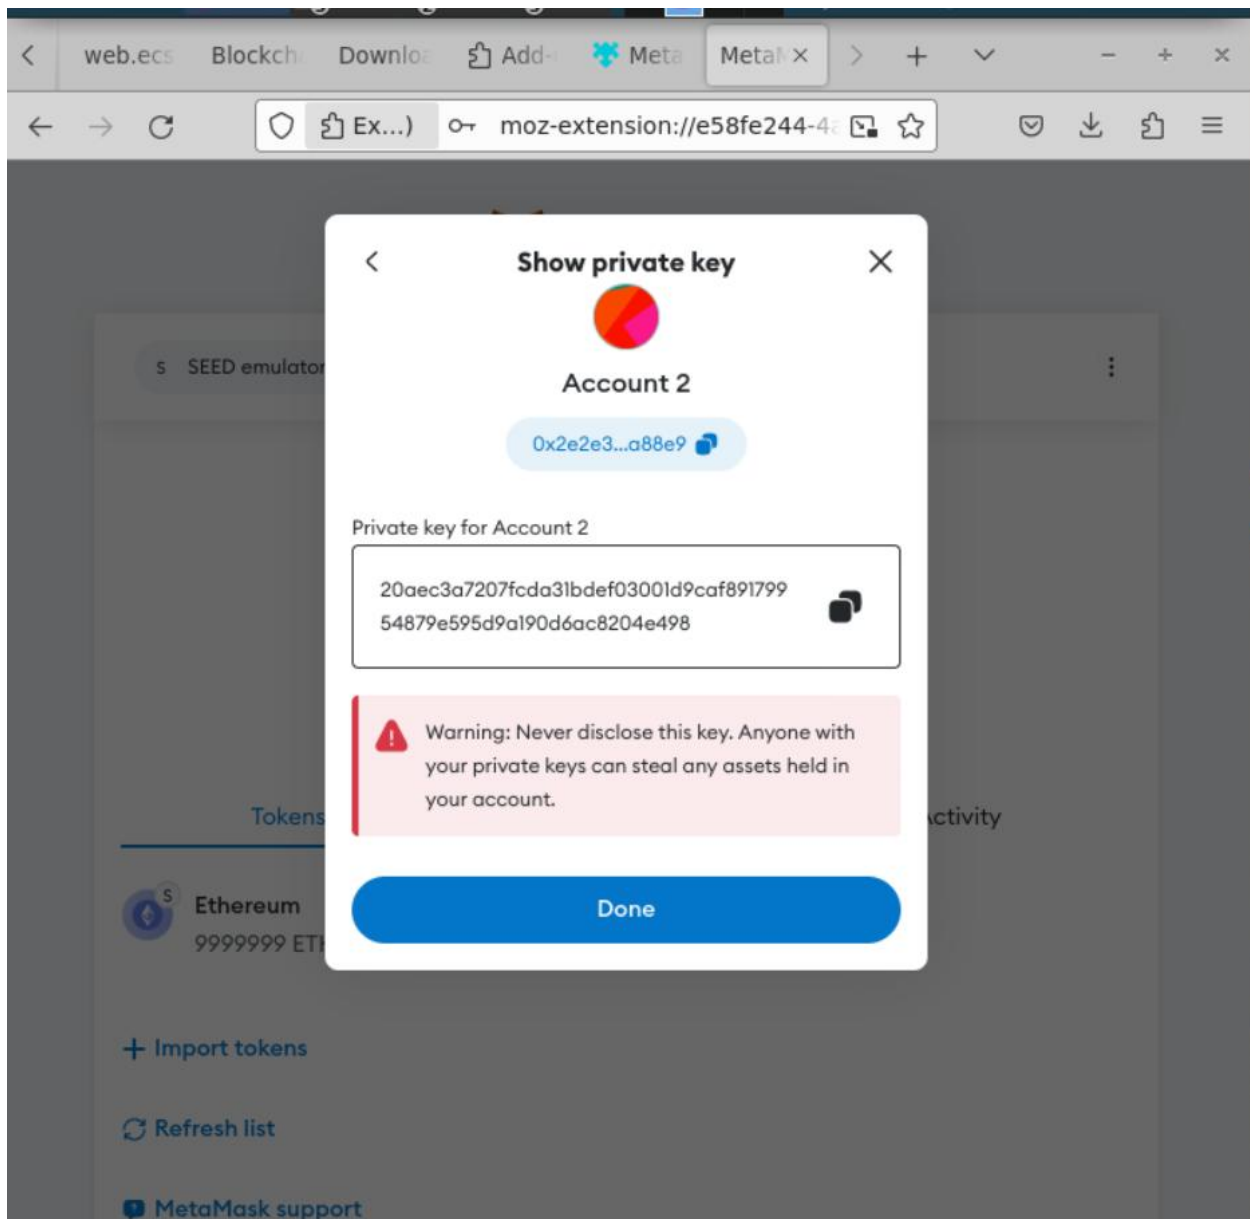 web.ecs Blockch Downlo Add- Meta Meta
Ex...) moz-extension://e58fe244-4
Show private key
S SEED emulator
Account 2
0x2e2e3...a88e9
Private key for Account 2
20aec3a7207fcda31bdef03001d9caf891799
54879e595d9a190d6ac8204e498
Warning: Never disclose this key. Anyone with
your private keys can steal any assets held in
your account.
Tokens ctivity
S
Ethereum
9999999 ETH
Done
Import tokens
Refresh list
MetaMask support